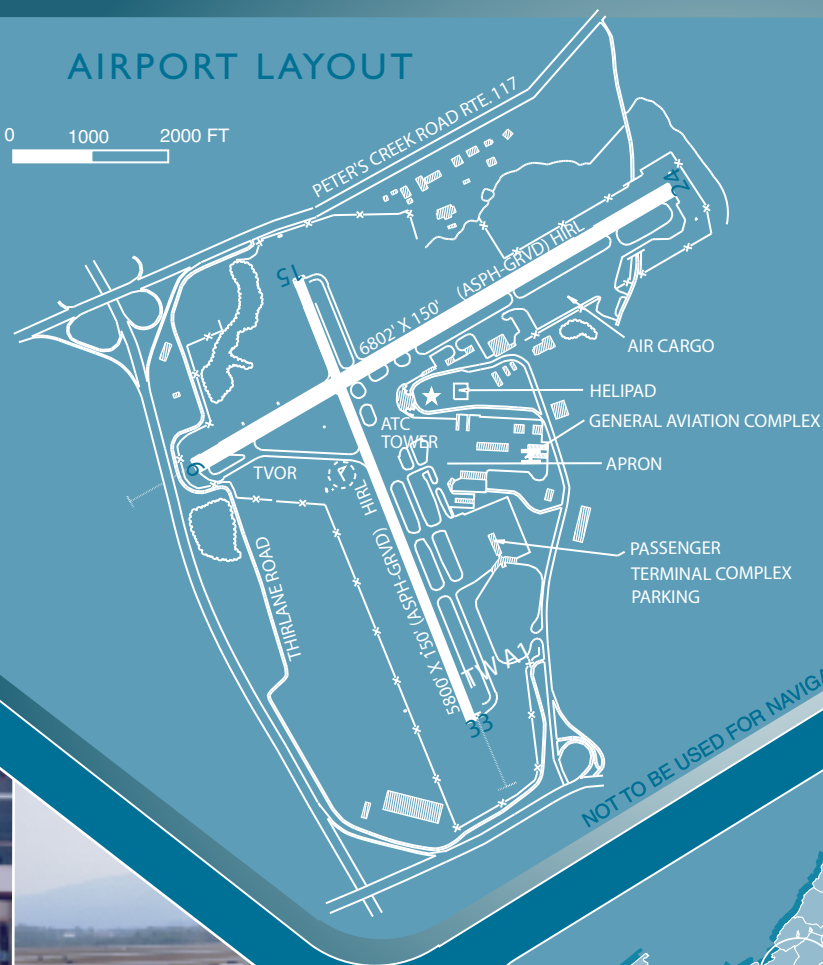 AIRPORT LAYOUT
0 1000 2000 FT
PETER'S CREEK ROAD RTE. 117
24
15
6802' X 150' (ASPH-GRVD) HIRL
AIR CARGO
HELIPAD
GENERAL AVIATION COMPLEX
ATC
TOWER
APRON
6
TVOR
5800' X 150' (ASPH-GRVD) HIRL
THIRLANE ROAD
PASSENGER
TERMINAL COMPLEX
PARKING
TW A1
33
NOT TO BE USED FOR NAVIGA